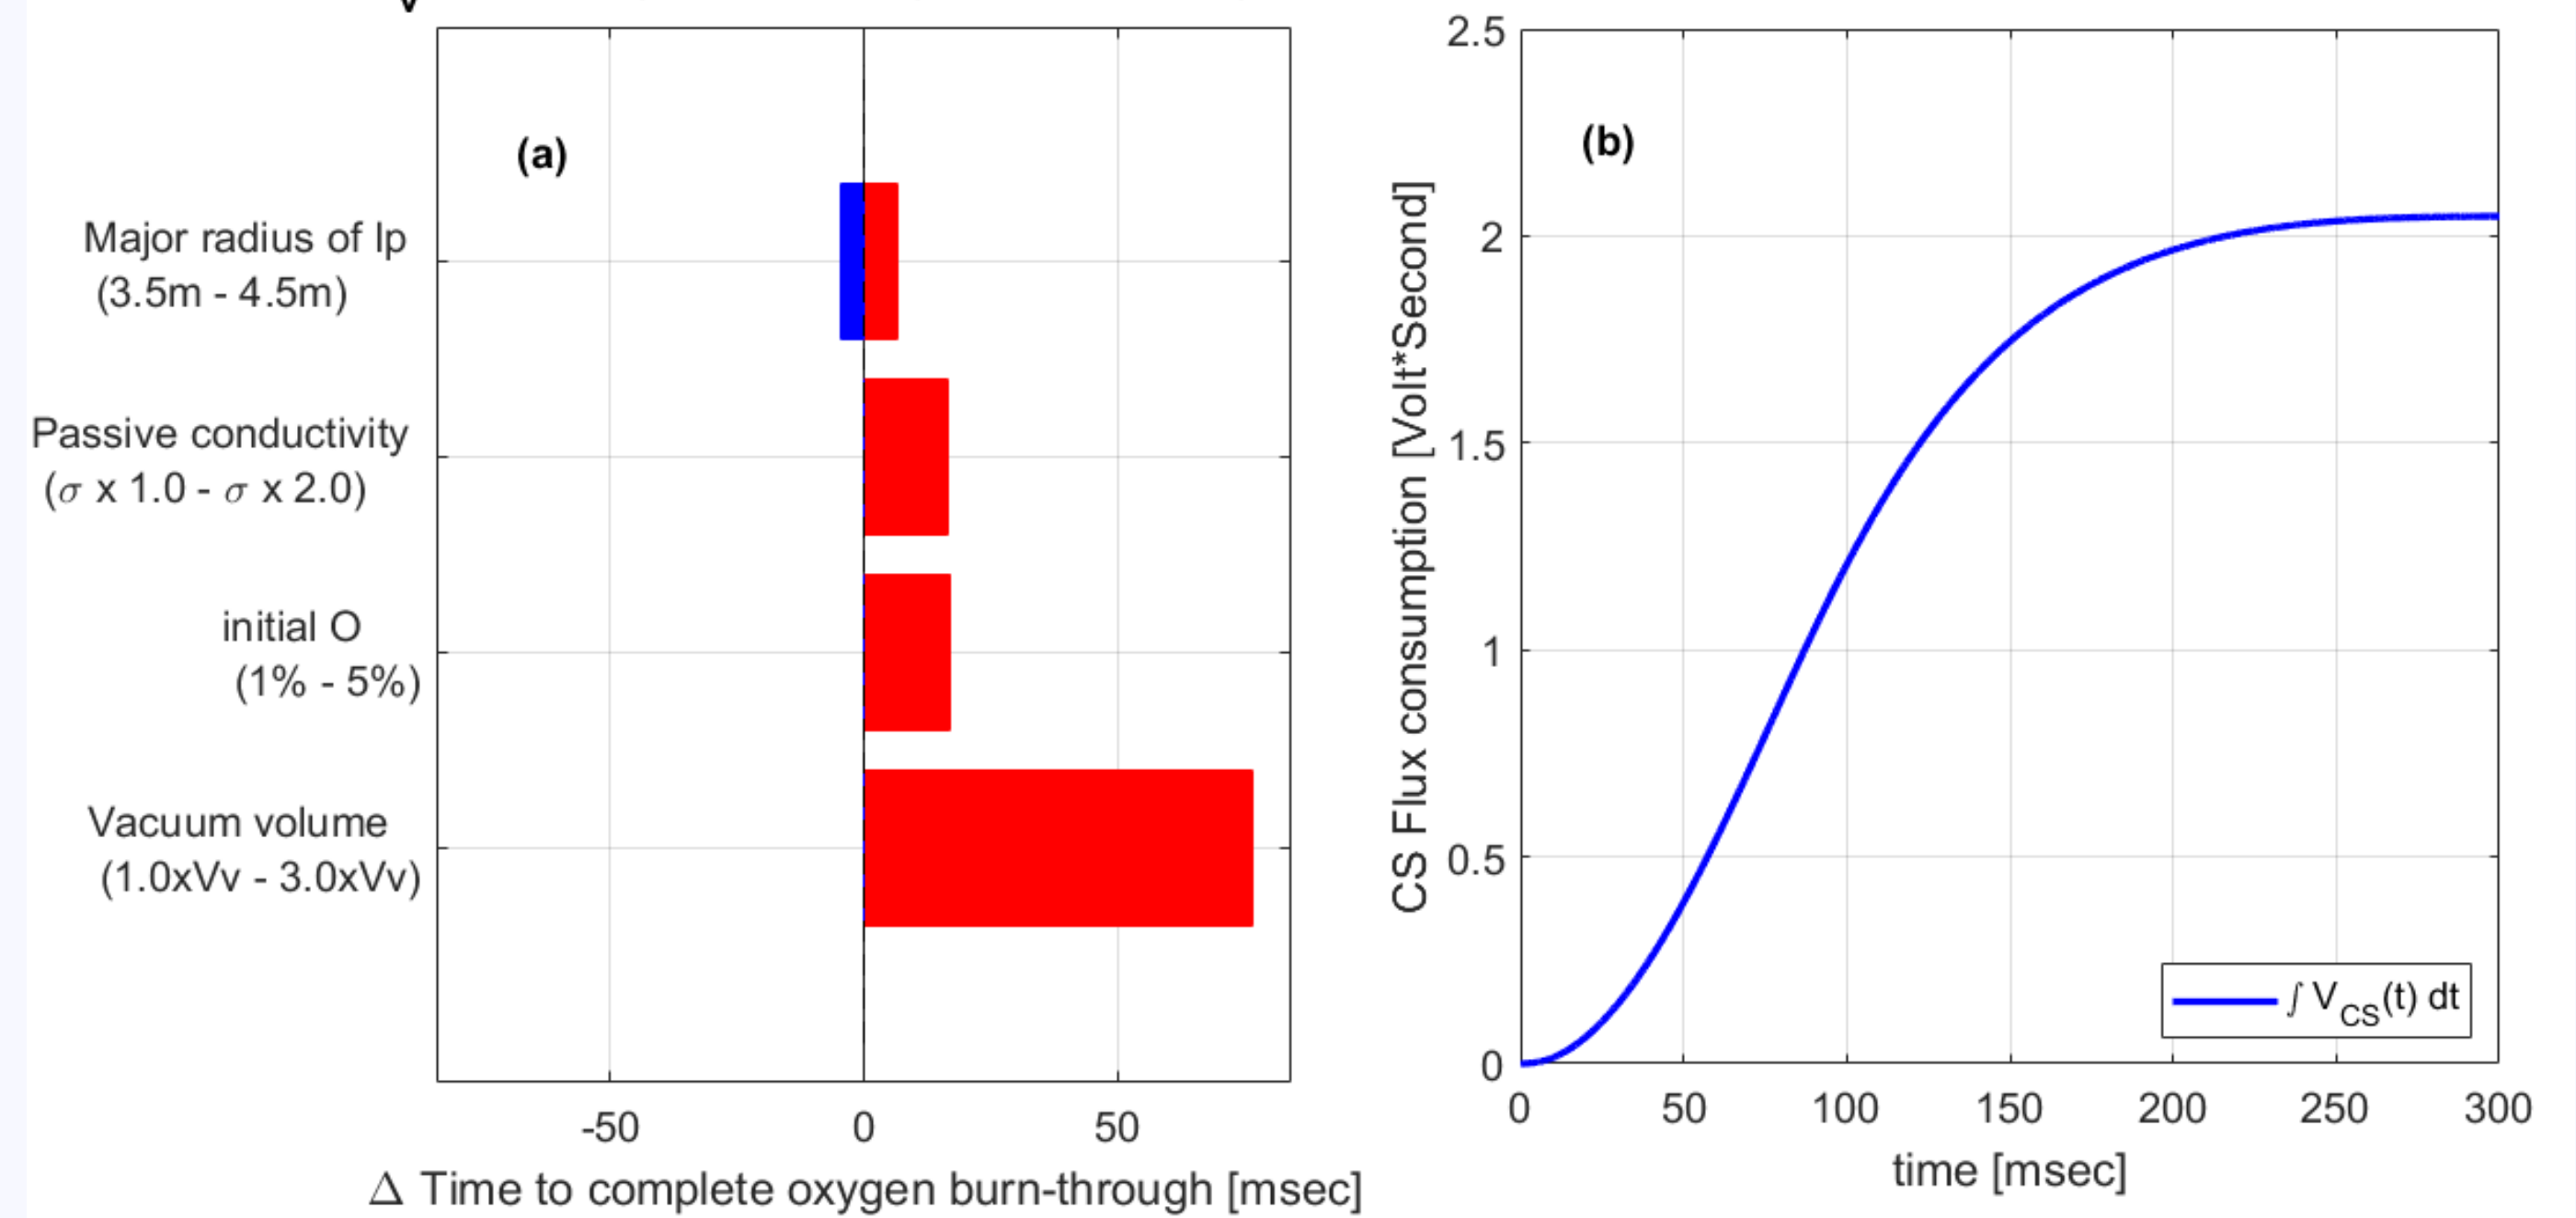 (a)
Major radius of Ip
(3.5m - 4.5m)
Passive conductivity
(σ x 1.0 - σ x 2.0)
initial O
(1% - 5%)
Vacuum volume
(1.0xVv - 3.0xVv)
-50 0 50
Δ Time to complete oxygen burn-through [msec]
(b)
CS Flux consumption [Volt*Second]
2.5
2
1.5
1
0.5
0
∫ V_CS(t) dt
0 50 100 150 200 250 300
time [msec]